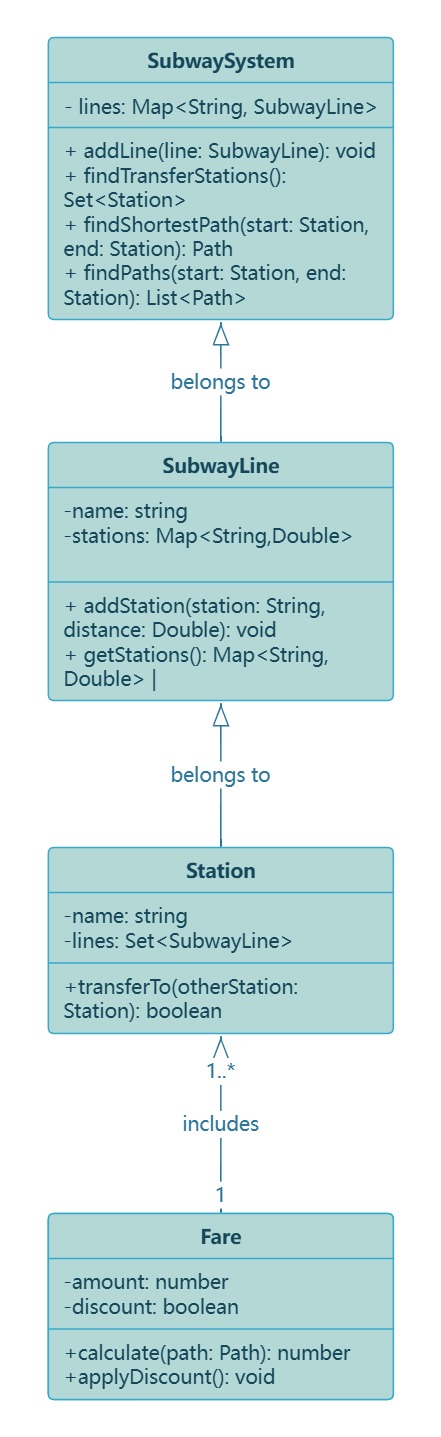 SubwaySystem
- lines: Map<String, SubwayLine>
+ addLine(line: SubwayLine): void
+ findTransferStations():
Set<Station>
+ findShortestPath(start: Station,
end: Station): Path
+ findPaths(start: Station, end:
Station): List<Path>
belongs to
SubwayLine
-name: string
-stations: Map<String,Double>
+ addStation(station: String,
distance: Double): void
+ getStations(): Map<String,
Double> |
belongs to
Station
-name: string
-lines: Set<SubwayLine>
+transferTo(otherStation:
Station): boolean
1..*
includes
1
Fare
-amount: number
-discount: boolean
+calculate(path: Path): number
+applyDiscount(): void